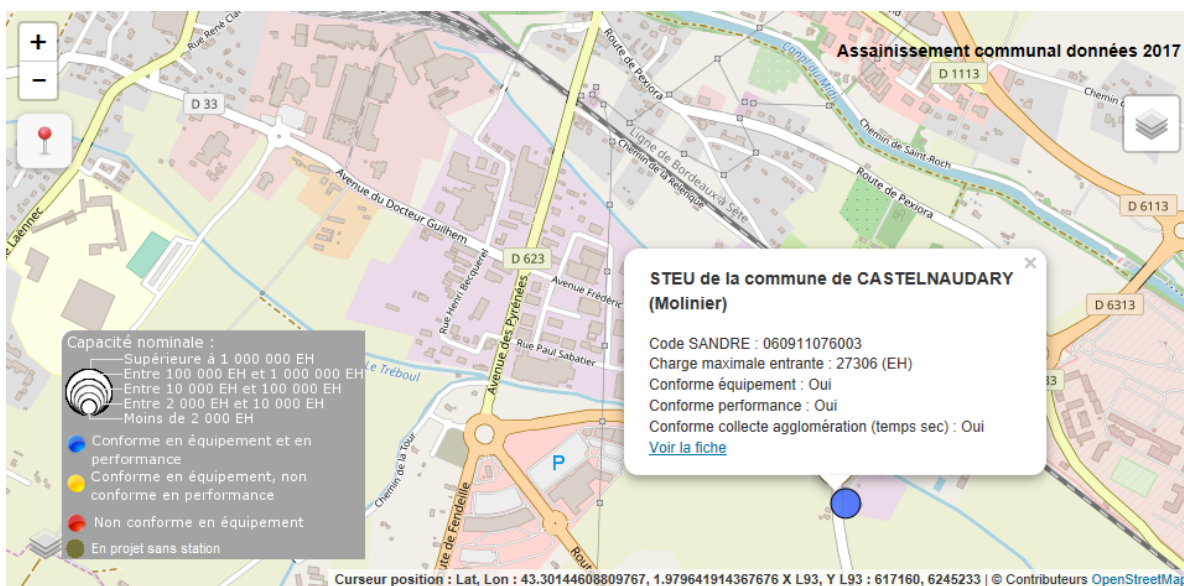 +
−
Rue René Clair
Route de Pexiora
Canal du Midi
Assainissement communal données 2017
D 1113
Chemin de
D 33
Chemin de Saint-Roch
Ligne de Bordeaux à Sète
Chemin de la Relenque
Avenue du Docteur Guilhem
Route de Pexiora
D 6113
Laennec
D 623
Rue Henri Becquerel
Avenue Frédéric
Avenue des Pyrénées
Rue Paul Sabatier
Le Tréboul
D 6313
STEU de la commune de CASTELNAUDARY
(Molinier)
×
Code SANDRE : 060911076003
Charge maximale entrante : 27306 (EH)
Conforme équipement : Oui
Conforme performance : Oui
Conforme collecte agglomération (temps sec) : Oui
Voir la fiche
33
Capacité nominale :
Supérieure à 1 000 000 EH
Entre 100 000 EH et 1 000 000 EH
Entre 10 000 EH et 100 000 EH
Entre 2 000 EH et 10 000 EH
Moins de 2 000 EH
Conforme en équipement et en
performance
Conforme en équipement, non
conforme en performance
Non conforme en équipement
En projet sans station
Chemin de la Tour
P
Route de Fendeille
Route
Curseur position : Lat, Lon : 43.30144608809767, 1.979641914367676 X L93, Y L93 : 617160, 6245233 | © Contributeurs OpenStreetMap